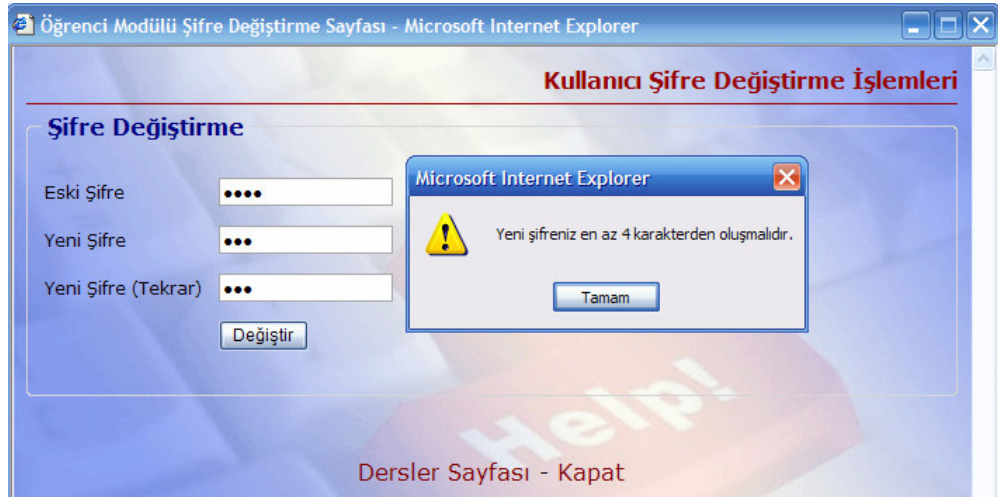 Öğrenci Modülü Şifre Değiştirme Sayfası - Microsoft Internet Explorer
Kullanıcı Şifre Değiştirme İşlemleri
Şifre Değiştirme
Microsoft Internet Explorer
Eski Şifre
Yeni şifreniz en az 4 karakterden oluşmalıdır.
Yeni Şifre
Yeni Şifre (Tekrar)
Tamam
Değiştir
Help!
Dersler Sayfası - Kapat